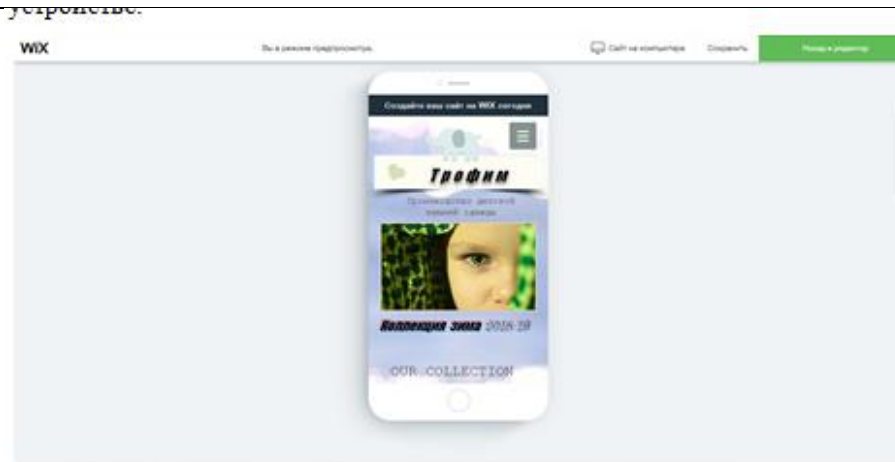 устройстве.
WiX
Вы в режиме предпросмотра.
Сайт на компьютере
Сохранить
Назад в редактор
Создайте ваш сайт на WIX сегодня
Трофим
Производство детской
зимней одежды
Коллекция зима 2018-19
OUR COLLECTION